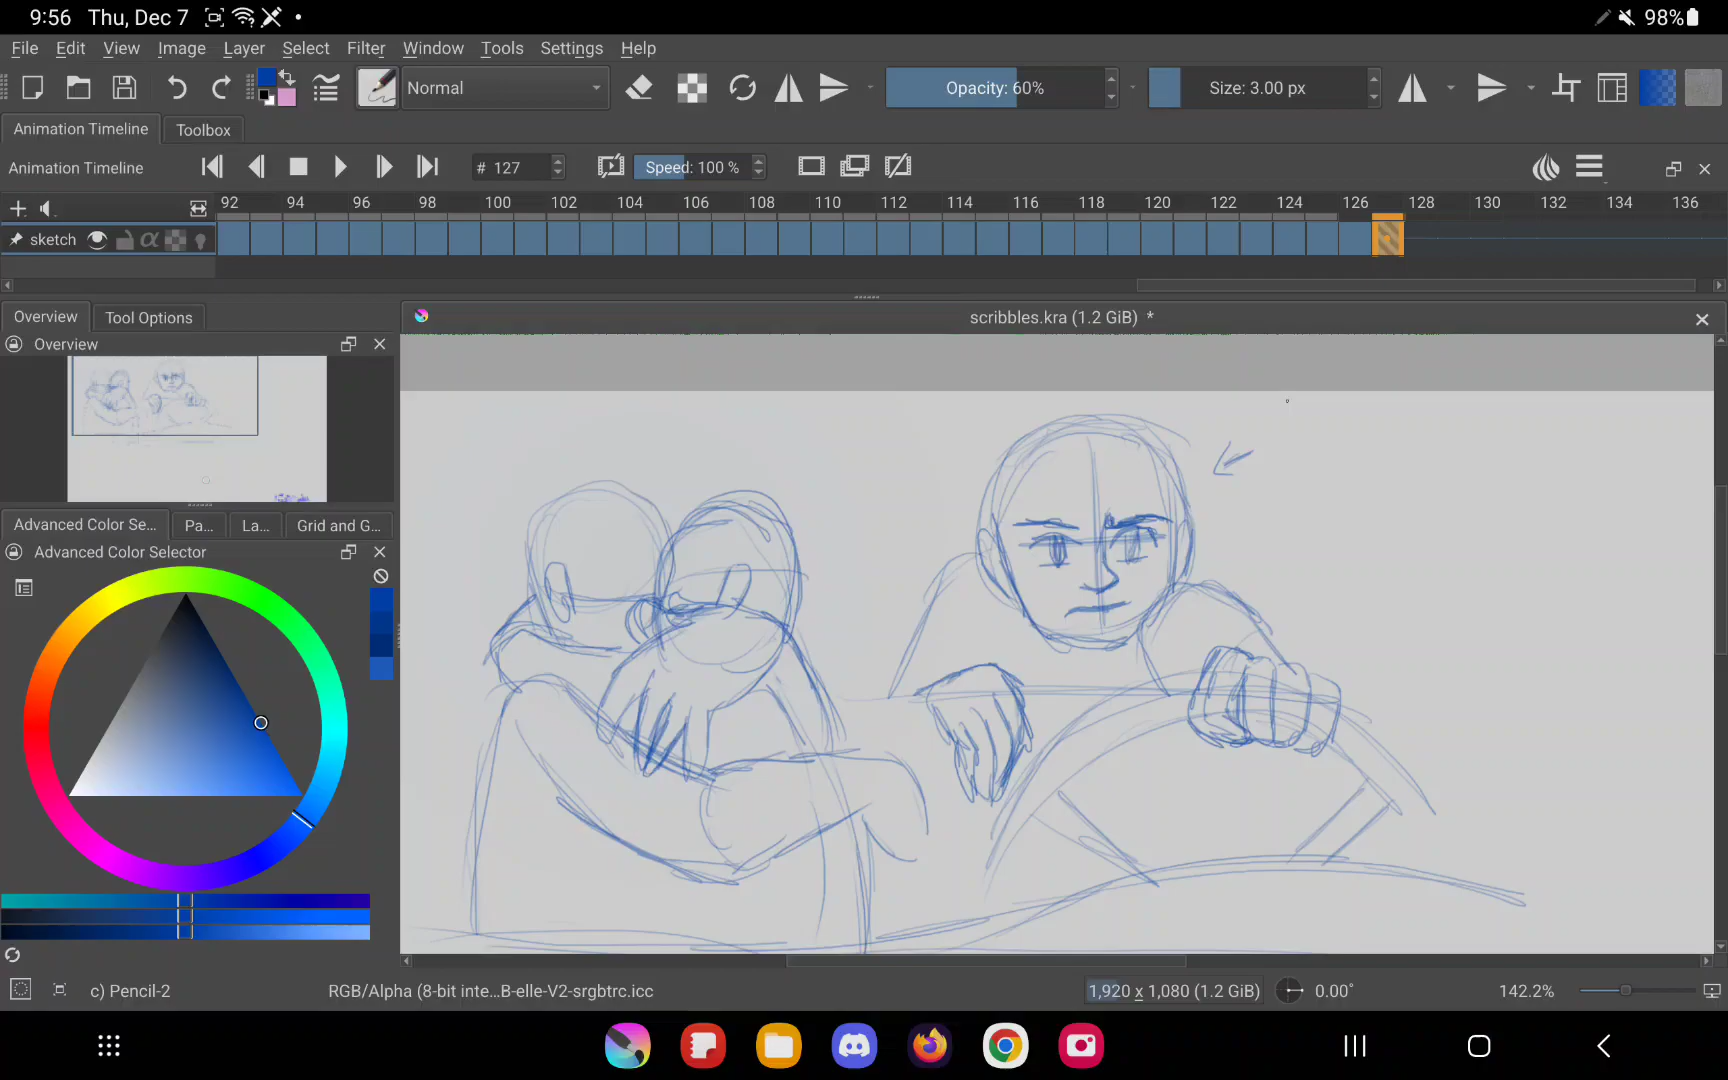 9:56 Thu, Dec 7 98%
File Edit View Image Layer Select Filter Window Tools Settings Help
Normal Opacity: 60% Size: 3.00 px
Animation Timeline Toolbox
Animation Timeline # 127 Speed: 100 %
92 94 96 98 100 102 104 106 108 110 112 114 116 118 120 122 124 126 128 130 132 134 136
sketch α
Overview Tool Options scribbles.kra (1.2 GiB) *
Overview
Advanced Color Se... Pa... La... Grid and G...
Advanced Color Selector
c) Pencil-2 RGB/Alpha (8-bit inte...B-elle-V2-srgbtrc.icc 1,920 x 1,080 (1.2 GiB) 0.00° 142.2%